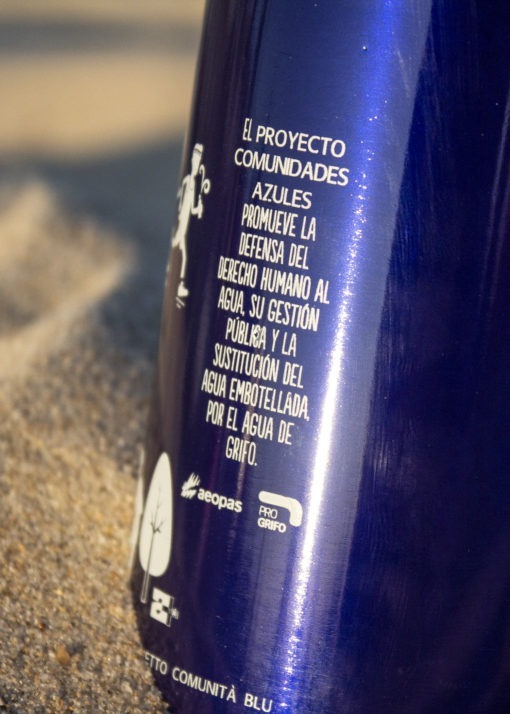 EL PROYECTO
COMUNIDADES
AZULES
PROMUEVE LA
DEFENSA DEL
DERECHO HUMANO AL
AGUA, SU GESTIÓN
PÚBLICA Y LA
SUSTITUCIÓN DEL
AGUA EMBOTELLADA,
POR EL AGUA DE
GRIFO.
aeopas
PRO
GRIFO
COMUNITÀ BLU